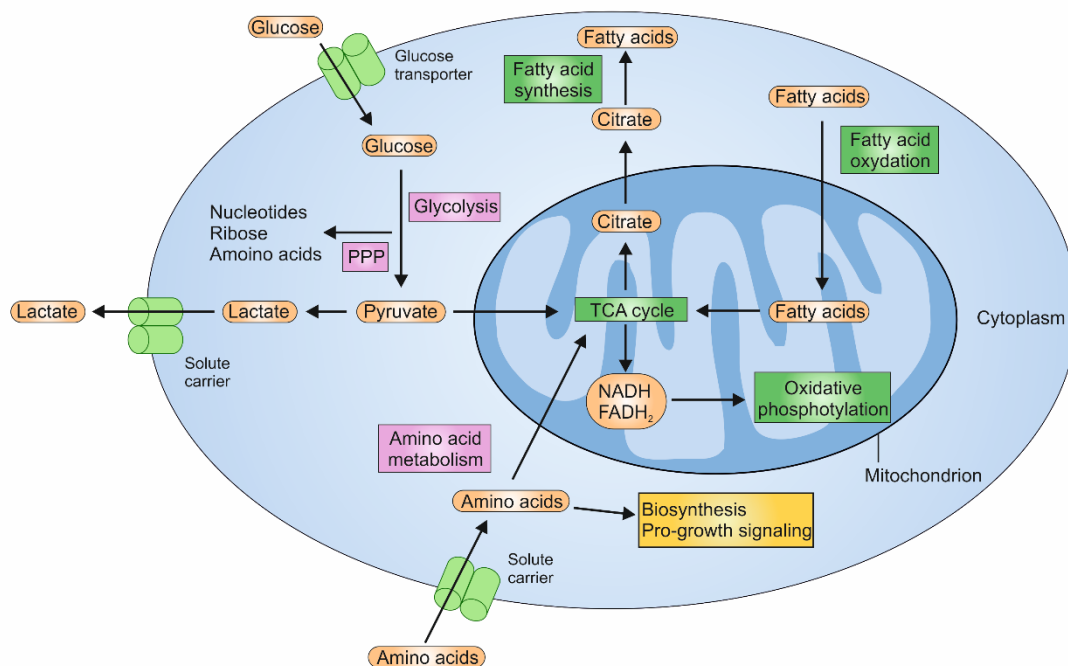 Glucose
Glucose
transporter
Fatty acids
Fatty acid
synthesis
Citrate
Fatty acids
Fatty acid
oxydation
Glucose
Glycolysis
Nucleotides
Ribose
Amoino acids
PPP
Citrate
Lactate
Lactate
Pyruvate
TCA cycle
Fatty acids
Cytoplasm
Solute
carrier
NADH
FADH₂
Oxidative
phosphotylation
Amino acid
metabolism
Mitochondrion
Amino acids
Biosynthesis
Pro-growth signaling
Solute
carrier
Amino acids